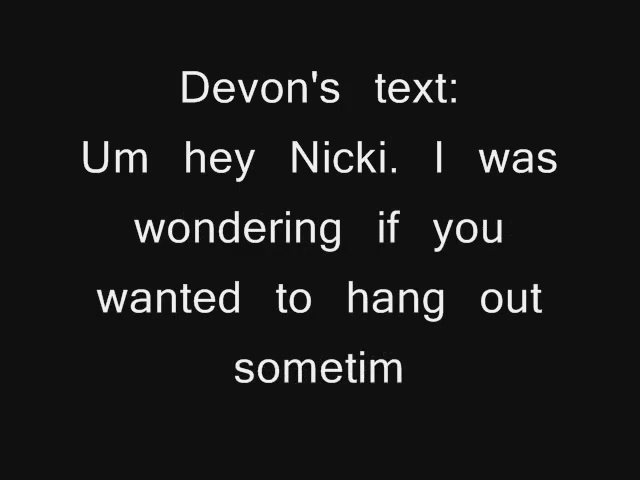 Devon's text:
Um hey Nicki. I was
wondering if you
wanted to hang out
sometim